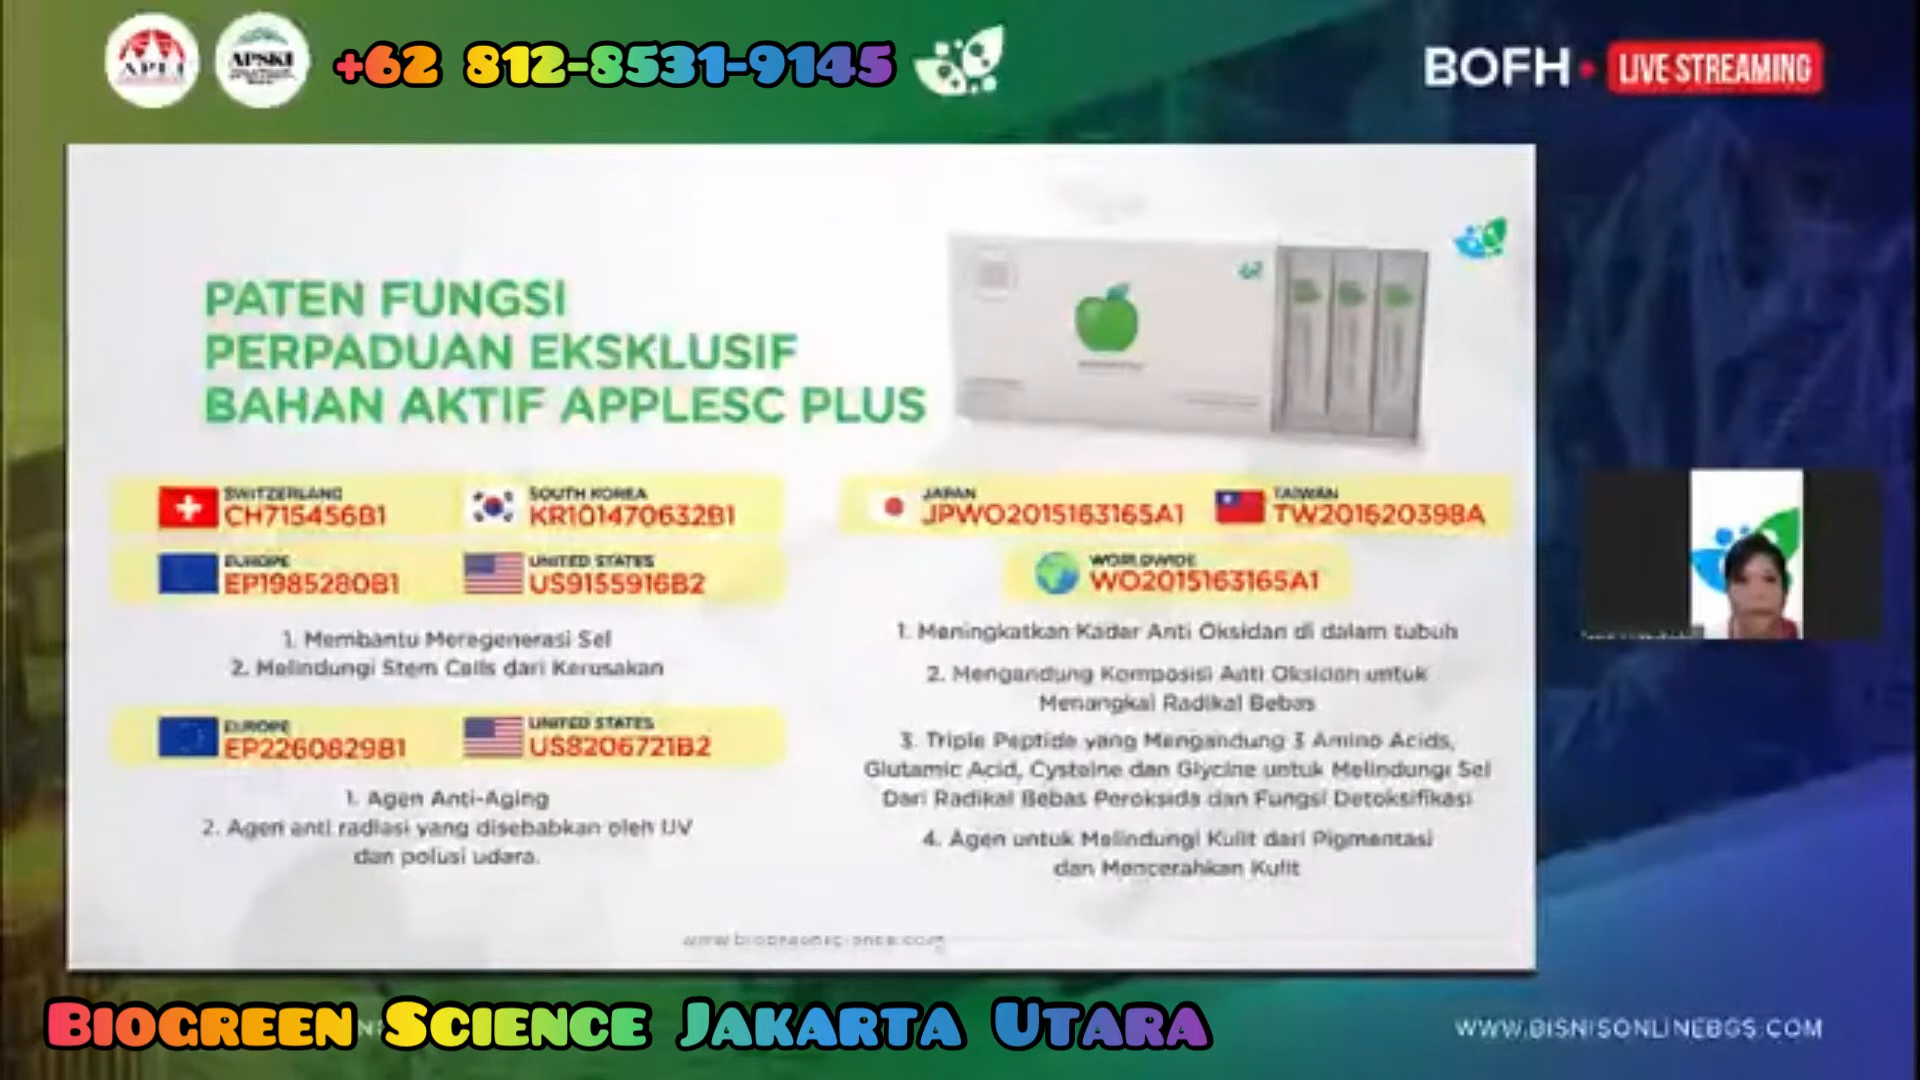 APLI
APSKI
+62 812-8531-9145
BOFH
LIVE STREAMING
PATEN FUNGSI
PERPADUAN EKSKLUSIF
BAHAN AKTIF APPLESC PLUS
SWITZERLAND
CH715456B1
SOUTH KOREA
KR101470632B1
EUROPE
EP1985280B1
UNITED STATES
US9155916B2
1. Membantu Meregenerasi Sel
2. Melindungi Stem Cells dari Kerusakan
EUROPE
EP2260829B1
UNITED STATES
US8206721B2
1. Agen Anti-Aging
2. Agen anti radiasi yang disebabkan oleh UV
dan polusi udara.
JAPAN
JPWO2015163165A1
TAIWAN
TW201620398A
WORLDWIDE
WO2015163165A1
1. Meningkatkan Kadar Anti Oksidan di dalam tubuh
2. Mengandung Komposisi Anti Oksidan untuk
Menangkal Radikal Bebas
3. Triple Peptide yang Mengandung 3 Amino Acids,
Glutamic Acid, Cysteine dan Glycine untuk Melindungi Sel
Dari Radikal Bebas Peroksida dan Fungsi Detoksifikasi
4. Agen untuk Melindungi Kulit dari Pigmentasi
dan Mencerahkan Kulit
www.biogreenscience.com
Biogreen Science Jakarta Utara
WWW.BISNISONLINEBGS.COM